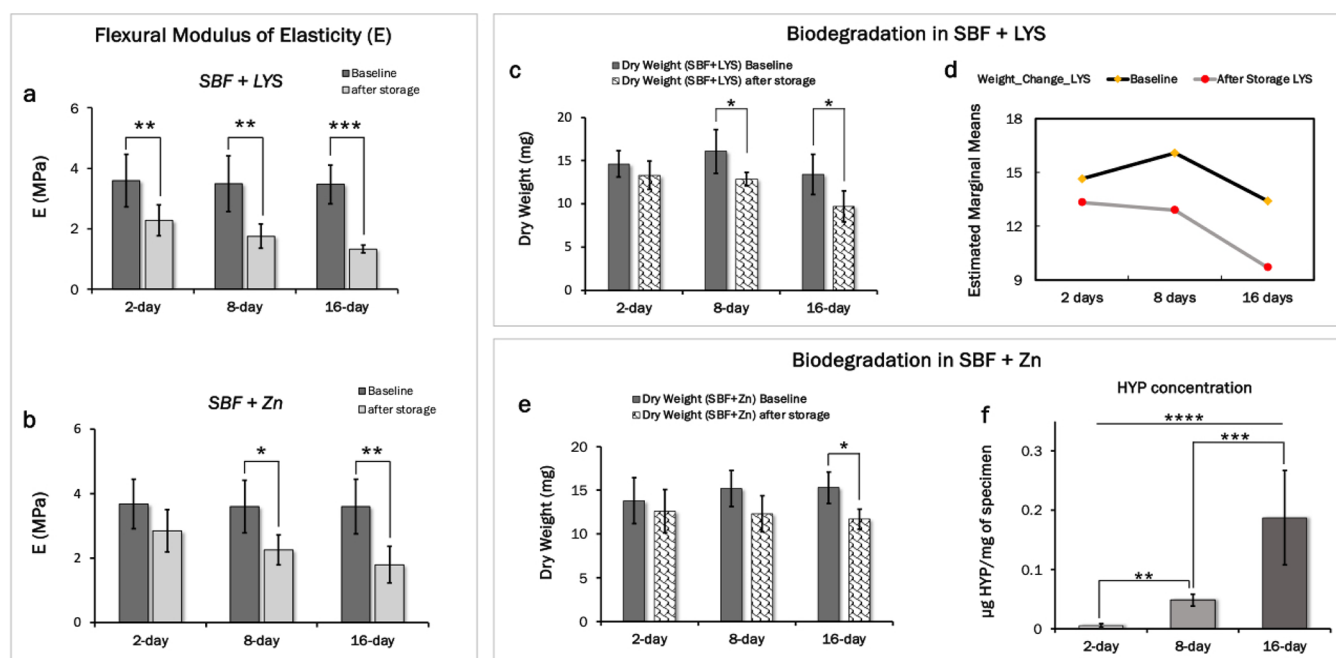 Flexural Modulus of Elasticity (E)
a
SBF + LYS
Baseline
after storage
E (MPa)
6
4
2
0
**
**
***
2-day
8-day
16-day
b
SBF + Zn
Baseline
after storage
E (MPa)
6
4
2
0
*
**
2-day
8-day
16-day
Biodegradation in SBF + LYS
c
Dry Weight (SBF+LYS) Baseline
Dry Weight (SBF+LYS) after storage
Dry Weight (mg)
20
15
10
5
0
*
*
2-day
8-day
16-day
d
Weight_Change_LYS
Baseline
After Storage LYS
Estimated Marginal Means
18
15
12
9
2 days
8 days
16 days
Biodegradation in SBF + Zn
e
Dry Weight (SBF+Zn) Baseline
Dry Weight (SBF+Zn) after storage
Dry Weight (mg)
20
15
10
5
0
*
2-day
8-day
16-day
HYP concentration
f
µg HYP/mg of specimen
0.3
0.2
0.1
0
****
***
**
2-day
8-day
16-day